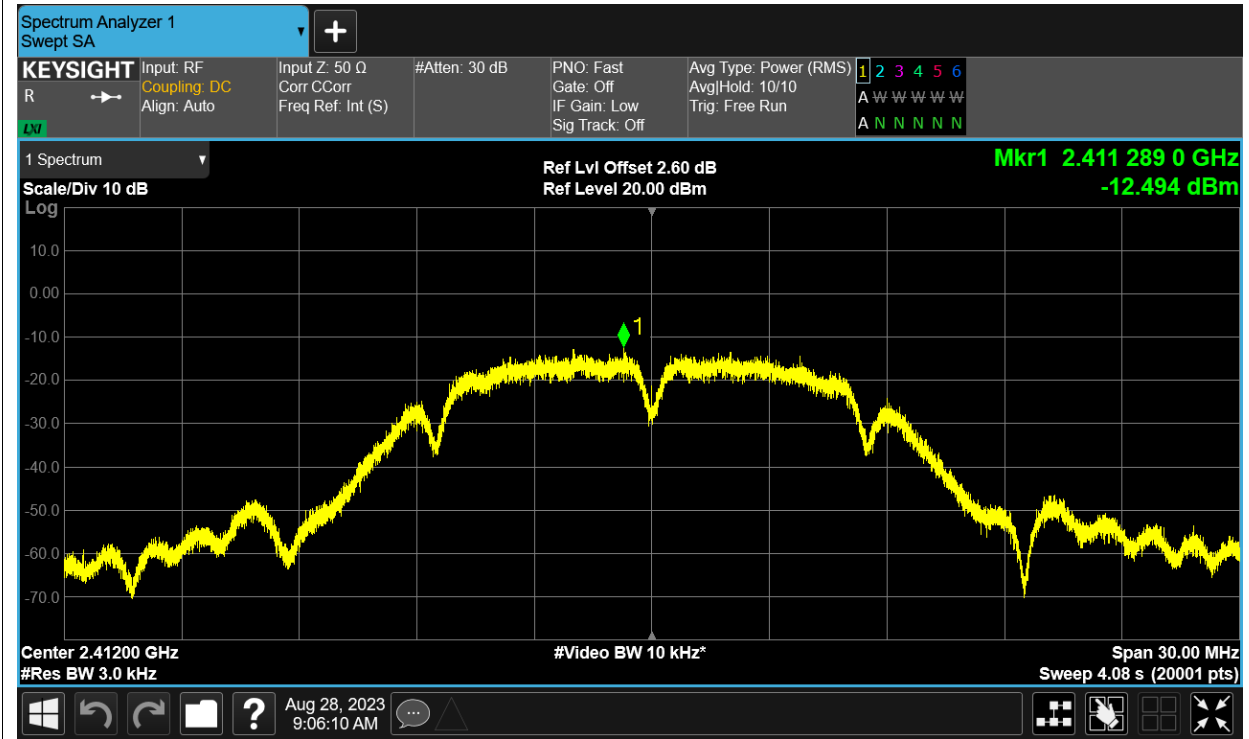 Spectrum Analyzer 1
Swept SA
KEYSIGHT
R
LXI
Input: RF
Coupling: DC
Align: Auto
Input Z: 50 Ω
Corr CCorr
Freq Ref: Int (S)
#Atten: 30 dB
PNO: Fast
Gate: Off
IF Gain: Low
Sig Track: Off
Avg Type: Power (RMS)
Avg|Hold: 10/10
Trig: Free Run
1 2 3 4 5 6
A W W W W W
A N N N N N
1 Spectrum
Scale/Div 10 dB
Log
Ref Lvl Offset 2.60 dB
Ref Level 20.00 dBm
Mkr1 2.411 289 0 GHz
-12.494 dBm
10.0
0.00
-10.0
-20.0
-30.0
-40.0
-50.0
-60.0
-70.0
1
Center 2.41200 GHz
#Res BW 3.0 kHz
#Video BW 10 kHz*
Span 30.00 MHz
Sweep 4.08 s (20001 pts)
?
Aug 28, 2023
9:06:10 AM